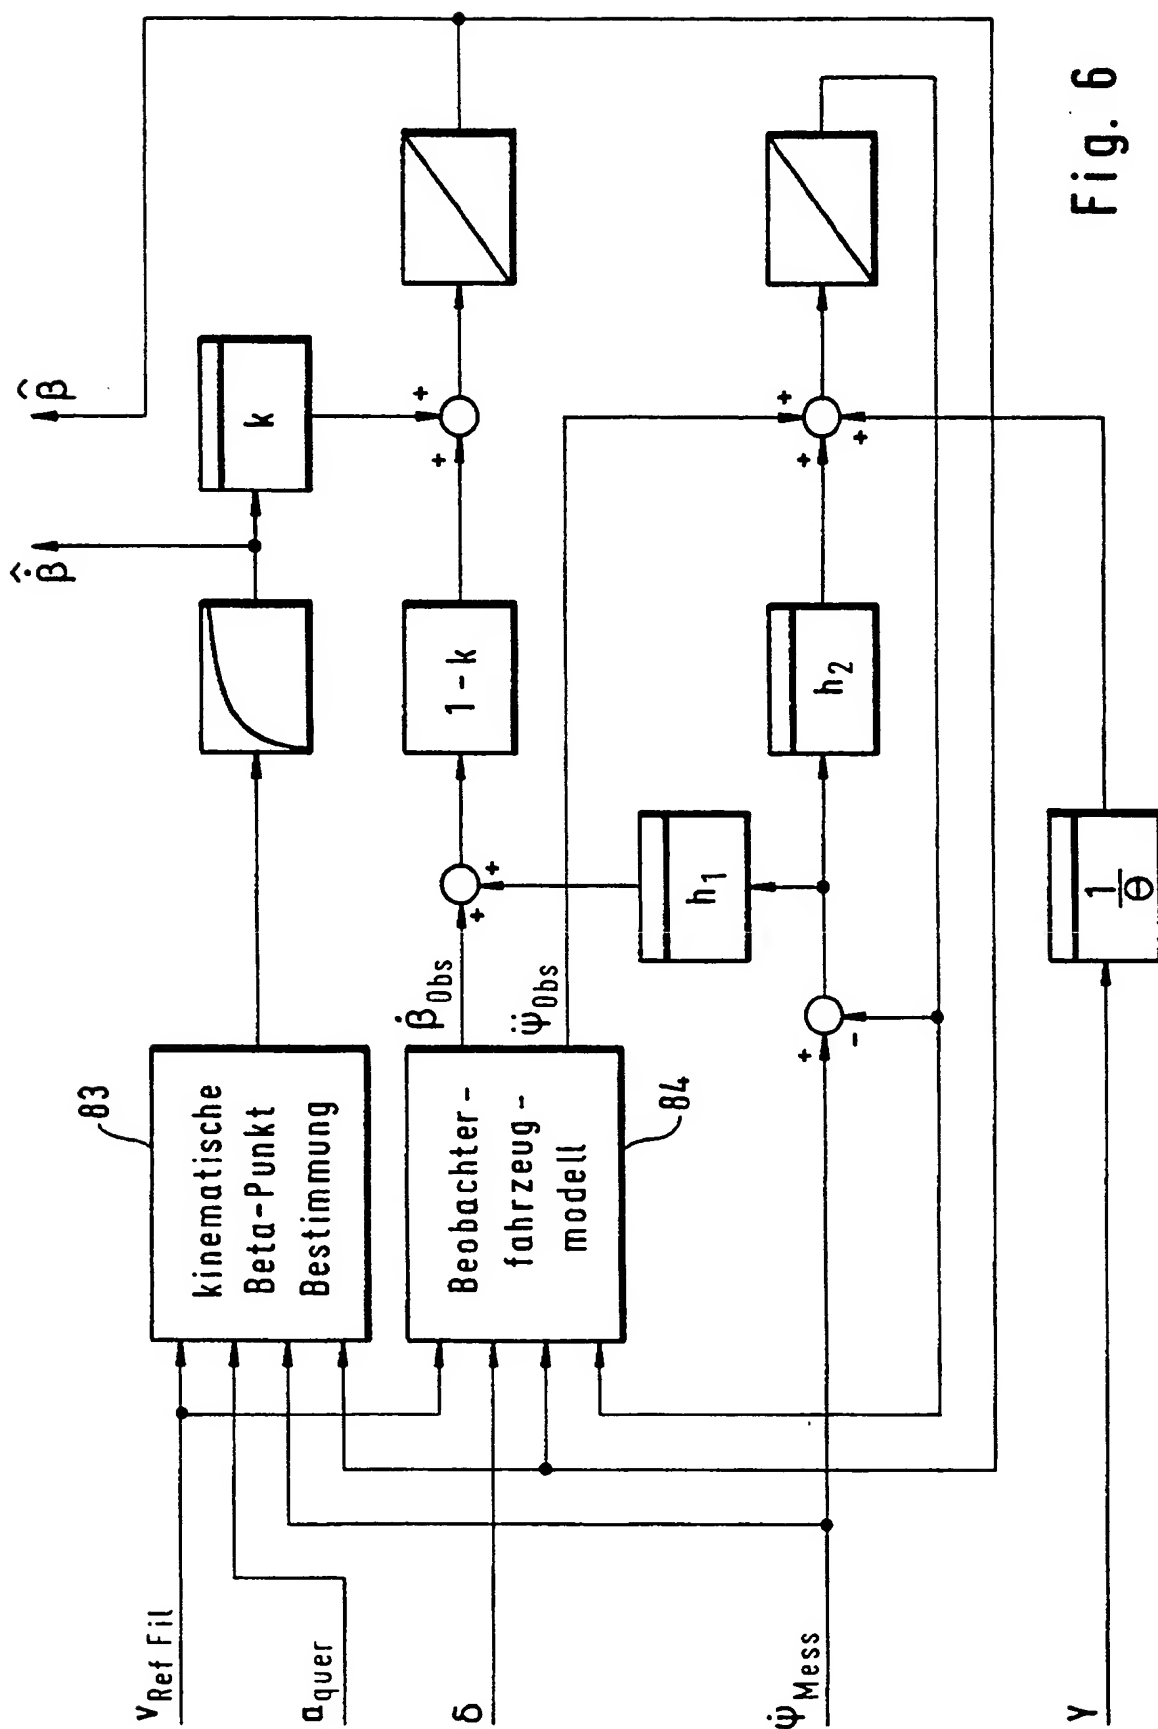 Fig. 6
83
kinematische
Beta-Punkt
Bestimmung
k
β̂
β̇̂
84
Beobachter-
fahrzeug-
modell
β̇Obs
ψ̈Obs
+
+
1-k
+
+
h1
h2
+
+
+
+
-
1/Θ
vRef Fil
aquer
δ
ψ̇Mess
γ